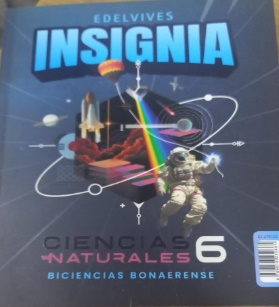 EDELVIVES
INSIGNIA
CIENCIAS
NATURALES 6
BICIENCIAS BONAERENSE